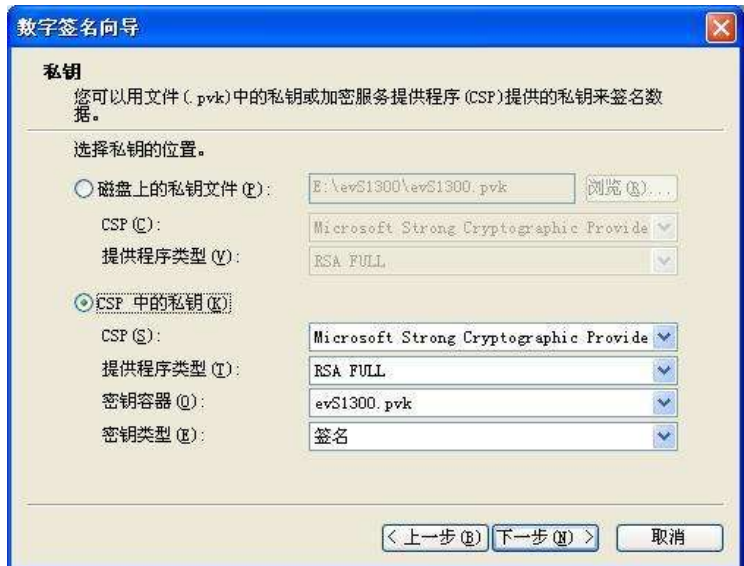 数字签名向导
私钥
您可以用文件(.pvk)中的私钥或加密服务提供程序(CSP)提供的私钥来签名数
据。
选择私钥的位置。
磁盘上的私钥文件(P): E:\evS1300\evS1300.pvk 浏览(R)...
CSP(C): Microsoft Strong Cryptographic Provide
提供程序类型(V): RSA FULL
CSP 中的私钥(K)
CSP(S): Microsoft Strong Cryptographic Provide
提供程序类型(T): RSA FULL
密钥容器(O): evS1300.pvk
密钥类型(E): 签名
< 上一步(B) 下一步(N) > 取消